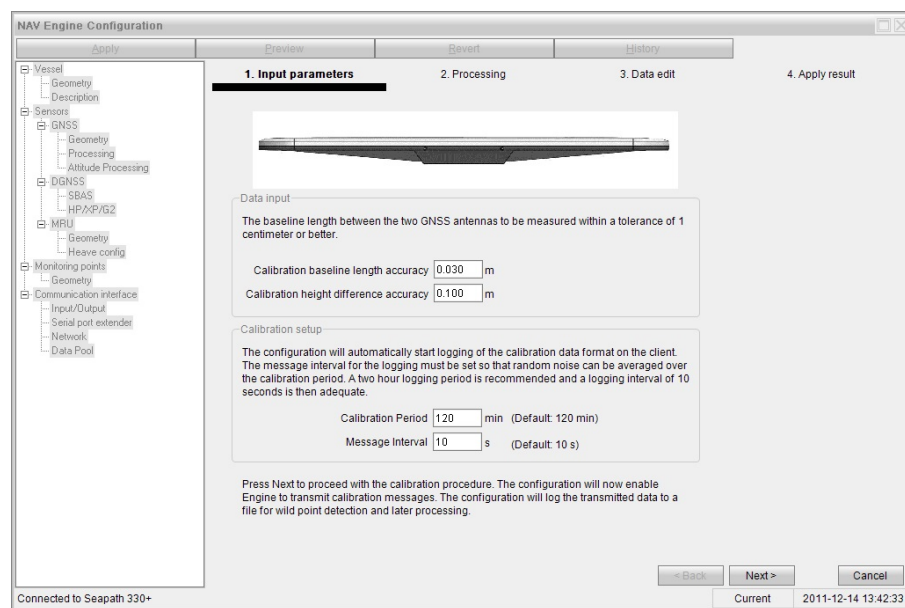 NAV Engine Configuration
Apply
Preview
Revert
History
Vessel
Geometry
Description
Sensors
GNSS
Geometry
Processing
Attitude Processing
DGNSS
SBAS
HP/XP/G2
MRU
Geometry
Heave config
Monitoring points
Geometry
Communication interface
Input/Output
Serial port extender
Network
Data Pool
1. Input parameters
2. Processing
3. Data edit
4. Apply result
Data input
The baseline length between the two GNSS antennas to be measured within a tolerance of 1
centimeter or better.
Calibration baseline length accuracy 0.030 m
Calibration height difference accuracy 0.100 m
Calibration setup
The configuration will automatically start logging of the calibration data format on the client.
The message interval for the logging must be set so that random noise can be averaged over
the calibration period. A two hour logging period is recommended and a logging interval of 10
seconds is then adequate.
Calibration Period 120 min (Default: 120 min)
Message Interval 10 s (Default: 10 s)
Press Next to proceed with the calibration procedure. The configuration will now enable
Engine to transmit calibration messages. The configuration will log the transmitted data to a
file for wild point detection and later processing.
< Back
Next >
Cancel
Connected to Seapath 330+
Current
2011-12-14 13:42:33